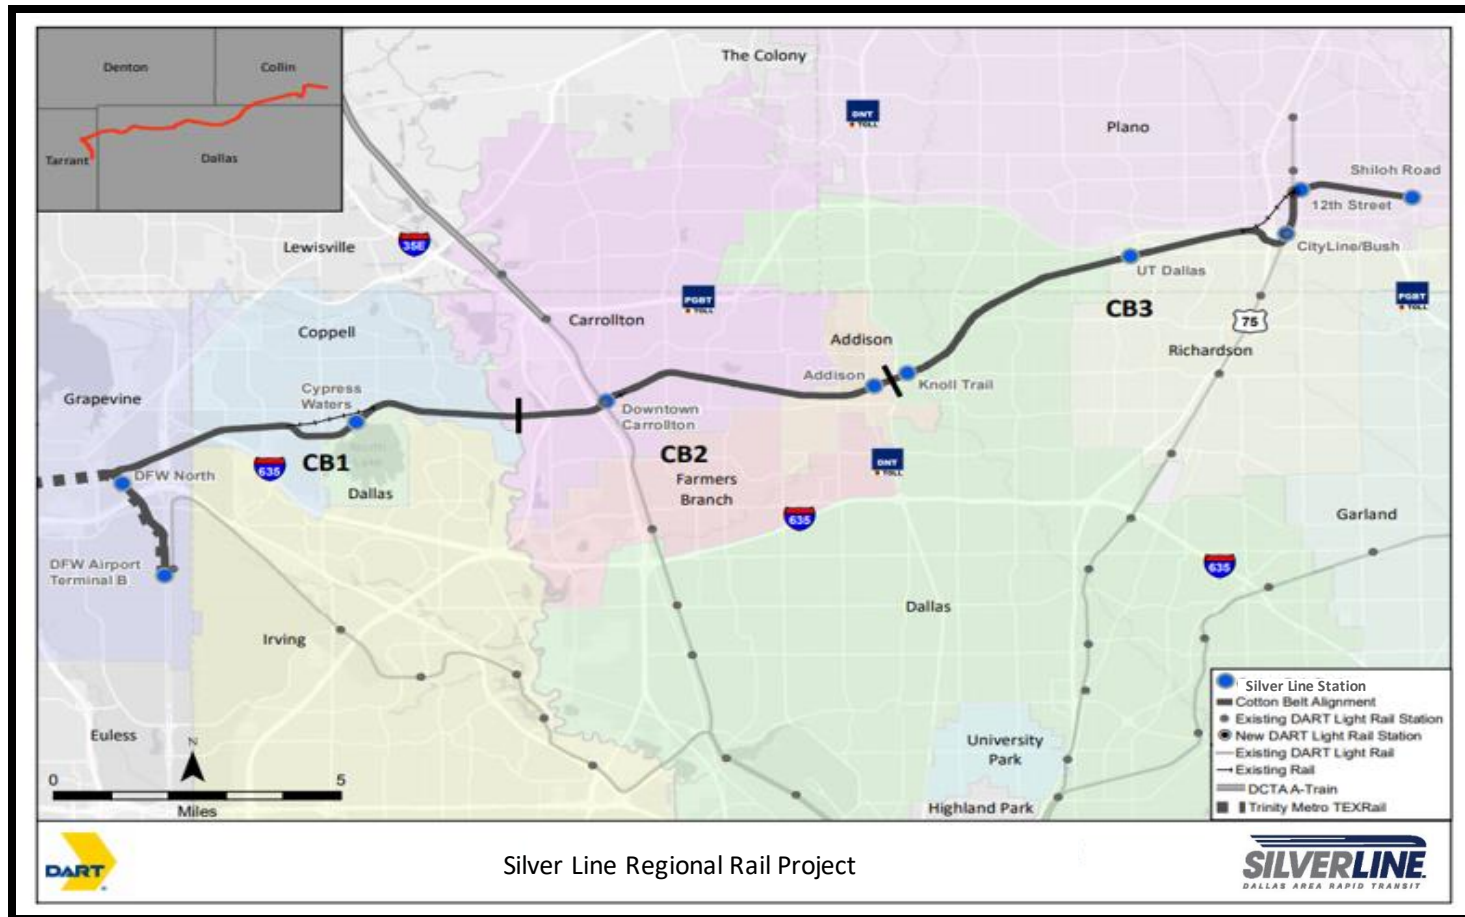 Denton
Collin
Tarrant
Dallas
The Colony
DNT
TOLL
Plano
Shiloh Road
12th Street
CityLine/Bush
Lewisville
35E
UT Dallas
PGBT
TOLL
PGBT
TOLL
CB3
75
Coppell
Carrollton
Addison
Richardson
Grapevine
Cypress
Waters
Addison
Knoll Trail
Downtown
Carrollton
DFW North
635
CB1
Dallas
CB2
Farmers
Branch
DNT
TOLL
635
Garland
DFW Airport
Terminal B
635
Dallas
Irving
Euless
N
University
Park
Highland Park
0
5
Miles
Silver Line Station
Cotton Belt Alignment
Existing DART Light Rail Station
New DART Light Rail Station
Existing DART Light Rail
Existing Rail
DCTA A-Train
Trinity Metro TEXRail
DART
Silver Line Regional Rail Project
SILVERLINE
DALLAS AREA RAPID TRANSIT